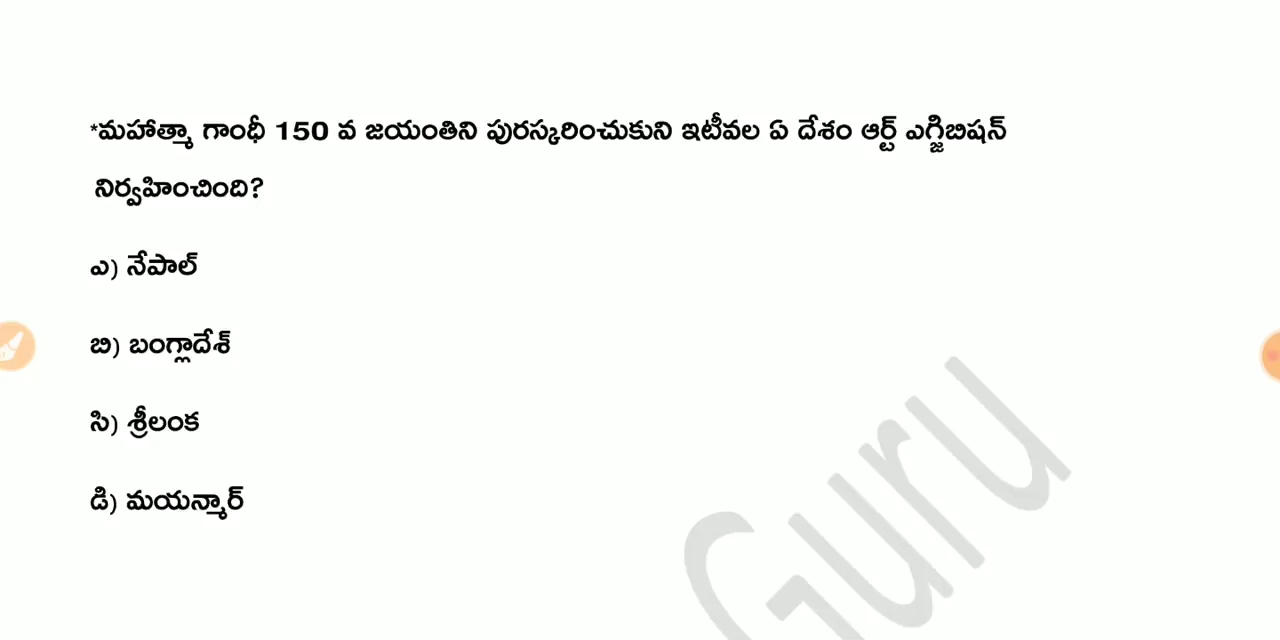 *మహాత్మా గాంధీ 150 వ జయంతిని పురస్కరించుకుని ఇటీవల ఏ దేశం ఆర్ట్ ఎగ్జిబిషన్
నిర్వహించింది?
ఎ) నేపాల్
బి) బంగ్లాదేశ్
సి) శ్రీలంక
డి) మయన్మార్
Guru